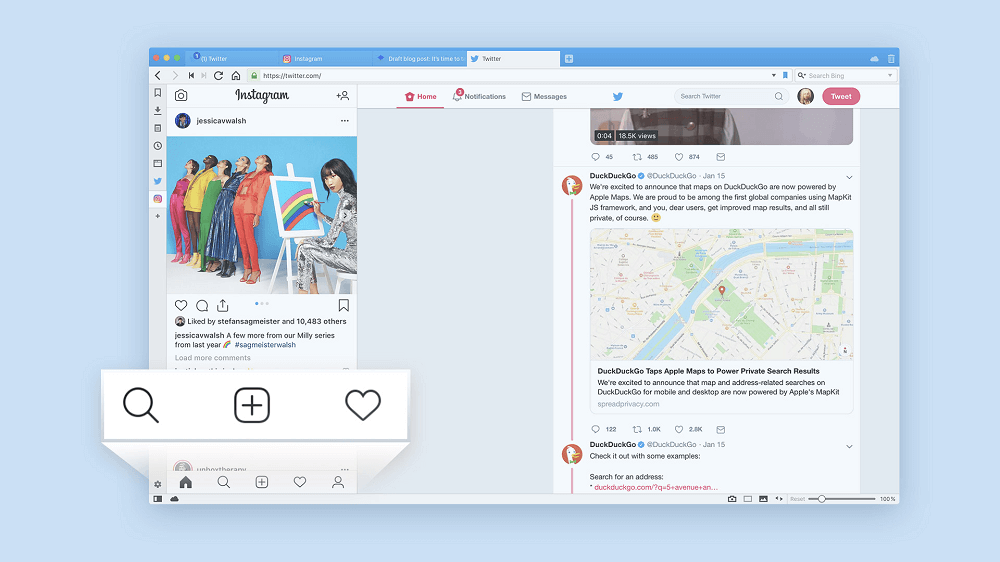 1
(1) Twitter
Instagram
Draft blog post: It's time to
Twitter
https://twitter.com/
Search Bing
Instagram
jessicavwalsh
Liked by stefansagmeister and 10,483 others
jessicavwalsh A few more from our Milly series
from last year 🌈 #sagmeisterwalsh
Load more comments
unboxtherapy
Home
3
Notifications
Messages
Search Twitter
Tweet
0:04
18.5K views
45
485
874
DuckDuckGo @DuckDuckGo · Jan 15
We're excited to announce that maps on DuckDuckGo are now powered by
Apple Maps. We are proud to be among the first global companies using MapKit
JS framework, and you, dear users, get improved map results, and all still
private, of course. 🙂
DuckDuckGo Taps Apple Maps to Power Private Search Results
We're excited to announce that map and address-related searches on
DuckDuckGo for mobile and desktop are now powered by Apple's MapKit
spreadprivacy.com
122
1.0K
2.8K
DuckDuckGo @DuckDuckGo · Jan 15
Check it out with some examples:
Search for an address:
* duckduckgo.com/?q=5+avenue+an...
Reset
100 %